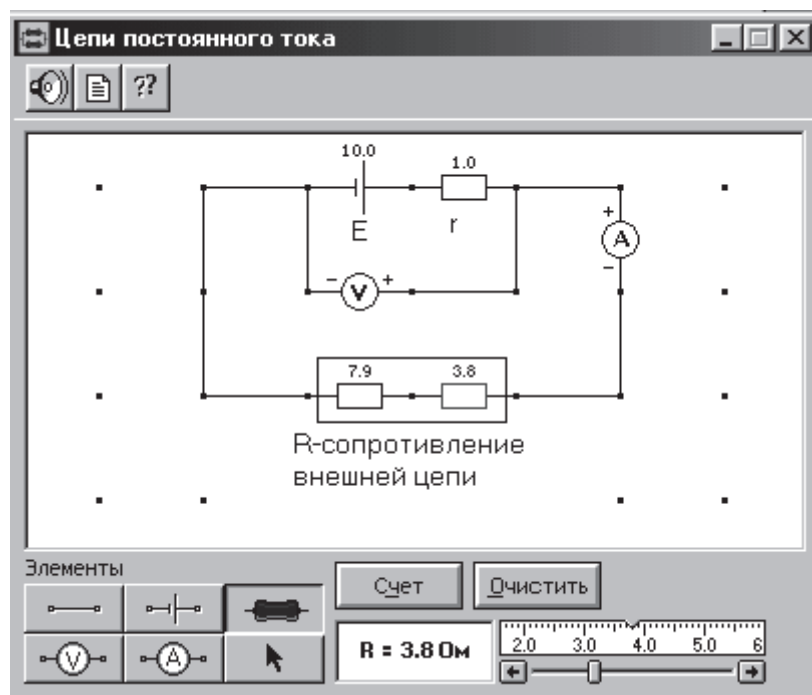 Цепи постоянного тока
??
10.0
1.0
E
r
+
A
−
− V +
7.9 3.8
R-сопротивление
внешней цепи
Элементы
Счет
Очистить
V
A
R = 3.8 Ом
2.0 3.0 4.0 5.0 6